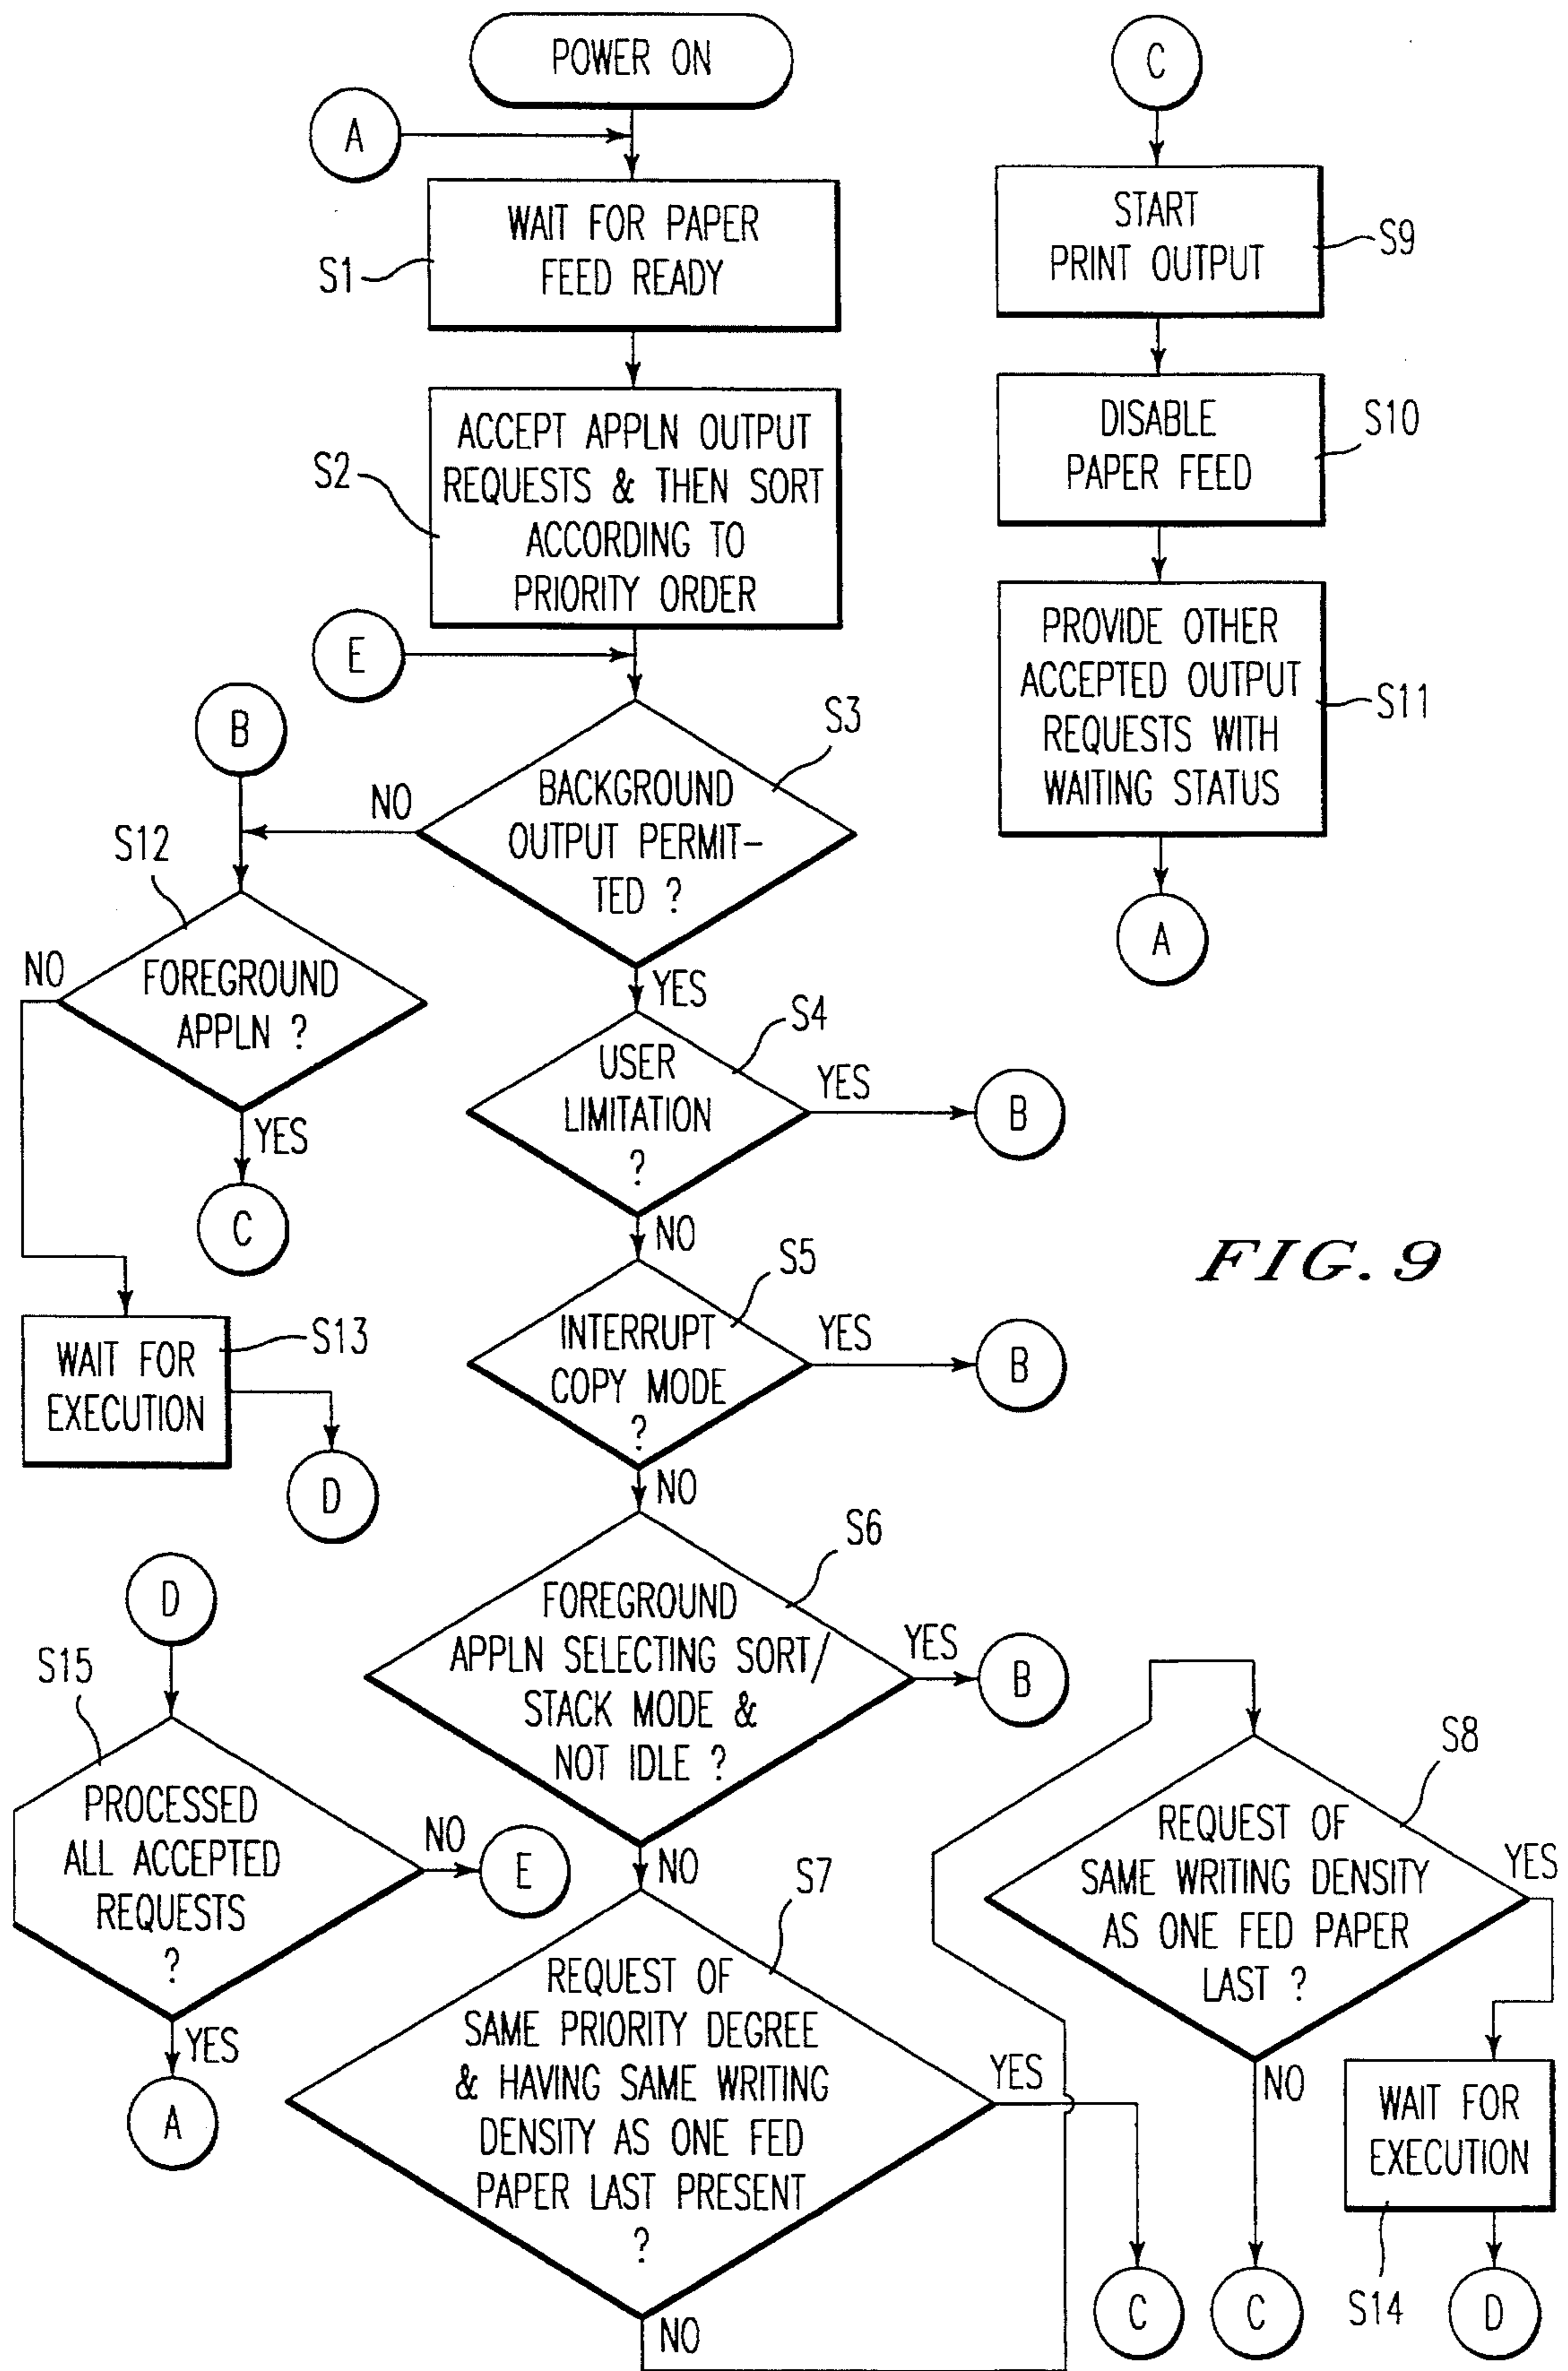 POWER ON
A
WAIT FOR PAPER
FEED READY
S1
ACCEPT APPLN OUTPUT
REQUESTS & THEN SORT
ACCORDING TO
PRIORITY ORDER
S2
E
B
S3
BACKGROUND
OUTPUT PERMIT-
TED ?
NO
YES
S12
FOREGROUND
APPLN ?
NO
YES
C
S4
USER
LIMITATION
?
YES
B
NO
S5
INTERRUPT
COPY MODE
?
YES
B
NO
S13
WAIT FOR
EXECUTION
D
S6
FOREGROUND
APPLN SELECTING SORT/
STACK MODE &
NOT IDLE ?
YES
B
NO
D
S15
PROCESSED
ALL ACCEPTED
REQUESTS
?
NO
E
YES
A
S7
REQUEST OF
SAME PRIORITY DEGREE
& HAVING SAME WRITING
DENSITY AS ONE FED
PAPER LAST PRESENT
?
YES
C
NO
S8
REQUEST OF
SAME WRITING DENSITY
AS ONE FED PAPER
LAST ?
YES
NO
C
WAIT FOR
EXECUTION
S14
D
C
START
PRINT OUTPUT
S9
DISABLE
PAPER FEED
S10
PROVIDE OTHER
ACCEPTED OUTPUT
REQUESTS WITH
WAITING STATUS
S11
A
FIG. 9